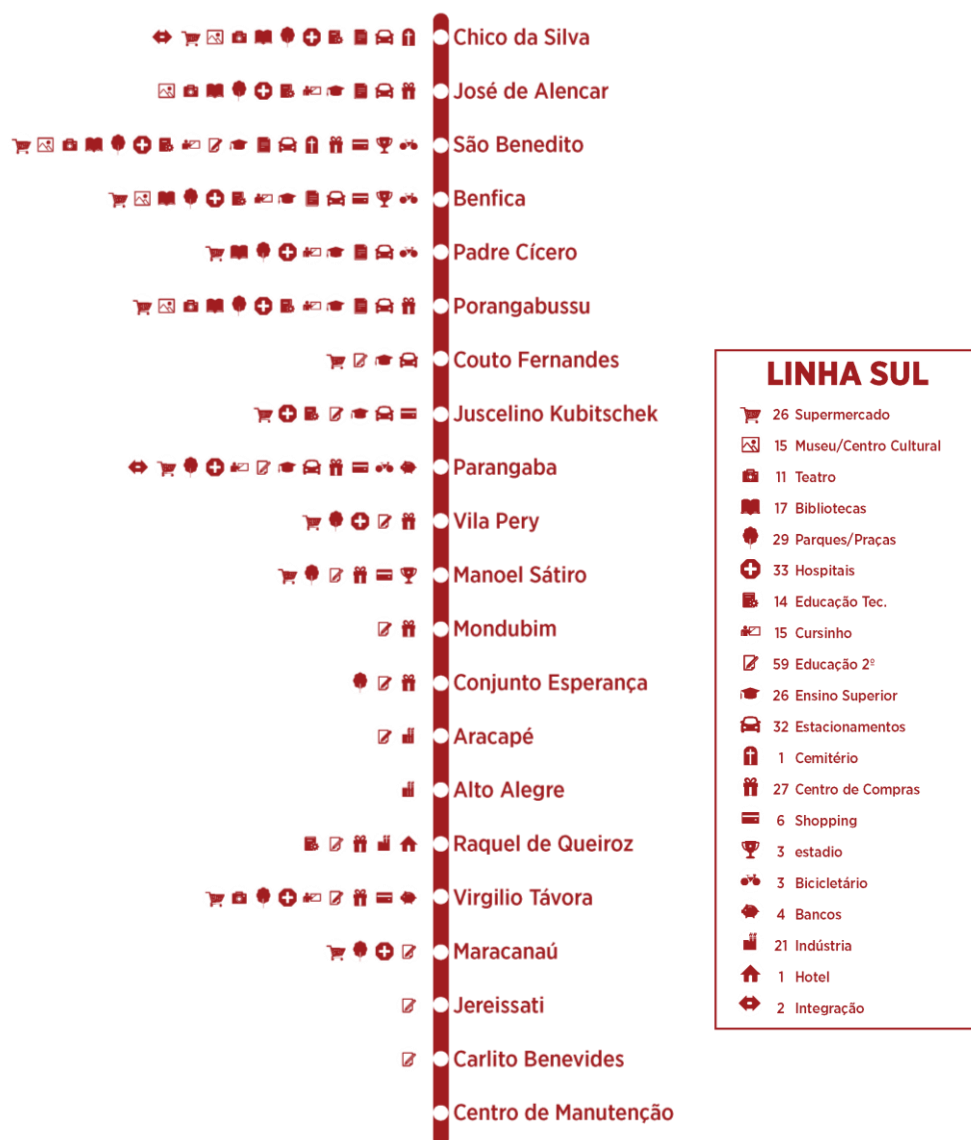 Chico da Silva
José de Alencar
São Benedito
Benfica
Padre Cícero
Porangabussu
Couto Fernandes
Juscelino Kubitschek
Parangaba
Vila Pery
Manoel Sátiro
Mondubim
Conjunto Esperança
Aracapé
Alto Alegre
Raquel de Queiroz
Virgilio Távora
Maracanaú
Jereissati
Carlito Benevides
Centro de Manutenção
LINHA SUL
26 Supermercado
15 Museu/Centro Cultural
11 Teatro
17 Bibliotecas
29 Parques/Praças
33 Hospitais
14 Educação Tec.
15 Cursinho
59 Educação 2º
26 Ensino Superior
32 Estacionamentos
1 Cemitério
27 Centro de Compras
6 Shopping
3 estadio
3 Bicicletário
4 Bancos
21 Indústria
1 Hotel
2 Integração